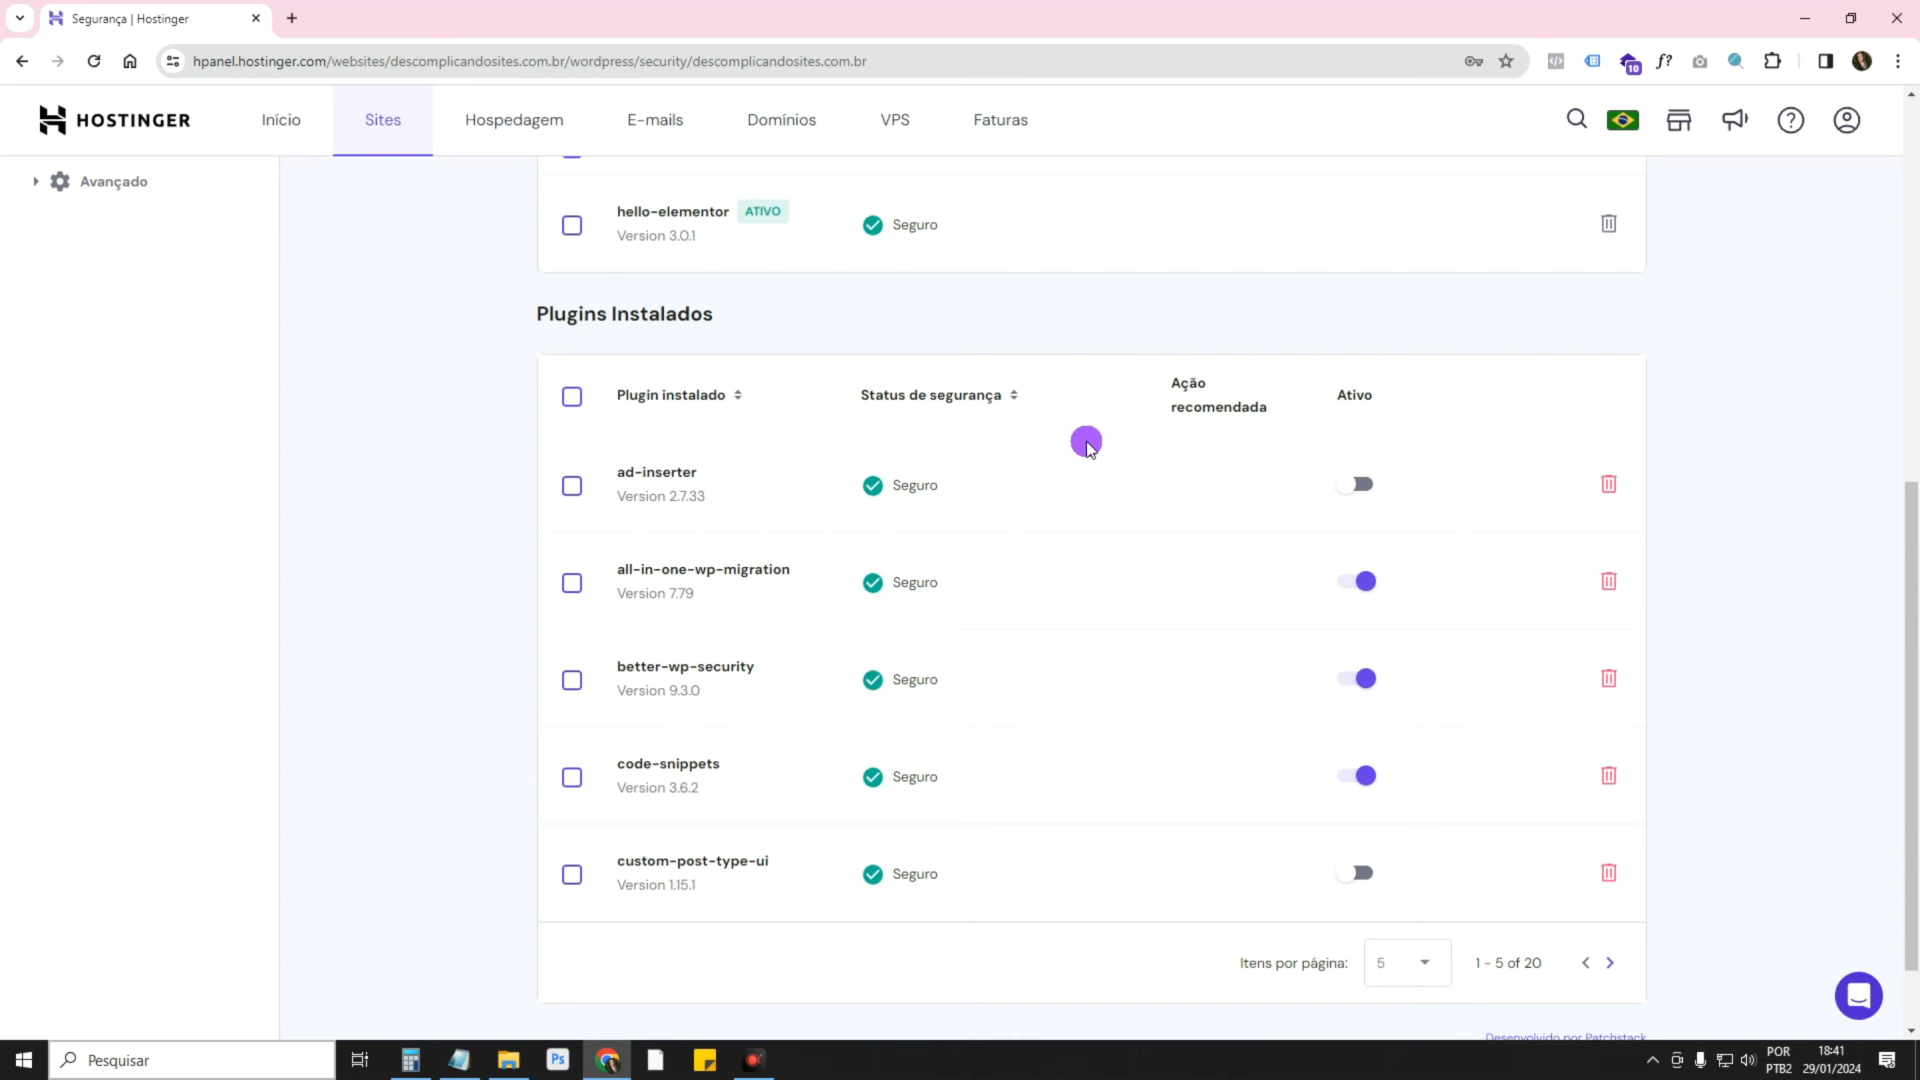 Segurança | Hostinger
hpanel.hostinger.com/websites/descomplicandosites.com.br/wordpress/security/descomplicandosites.com.br
10
f?
HOSTINGER
Início
Sites
Hospedagem
E-mails
Domínios
VPS
Faturas
Avançado
hello-elementor ATIVO
Version 3.0.1
Seguro
Plugins Instalados
Plugin instalado
Status de segurança
Ação
recomendada
Ativo
ad-inserter
Version 2.7.33
Seguro
all-in-one-wp-migration
Version 7.79
Seguro
better-wp-security
Version 9.3.0
Seguro
code-snippets
Version 3.6.2
Seguro
custom-post-type-ui
Version 1.15.1
Seguro
Itens por página: 5 1 - 5 of 20
Desenvolvido por Patchstack
Pesquisar
Ps
POR
PTB2
18:41
29/01/2024